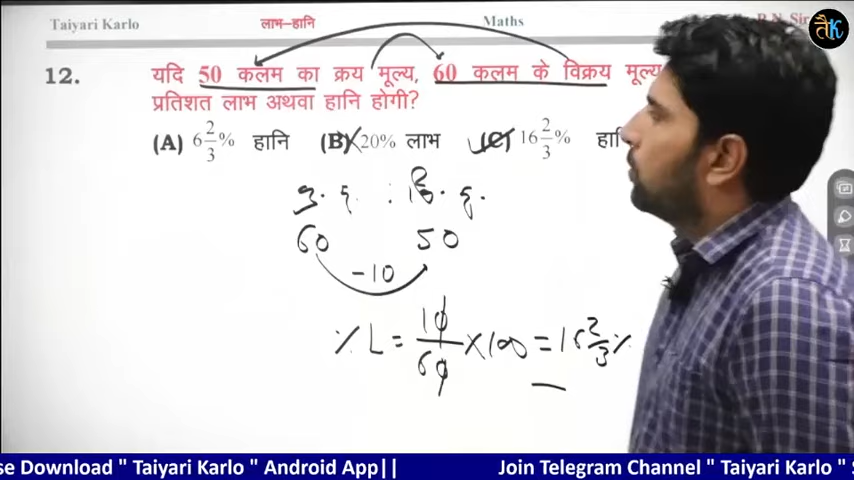 Taiyari Karlo लाभ-हानि Maths B.N. Sir
12. यदि 50 कलम का क्रय मूल्य, 60 कलम के विक्रय मूल्य
प्रतिशत लाभ अथवा हानि होगी?
(A) 6 2/3% हानि (B) 20% लाभ (C) 16 2/3% हा
60 50
-10
% L = 10/60 × 100 = 16 2/3 %
se Download " Taiyari Karlo " Android App|| Join Telegram Channel " Taiyari Karlo "